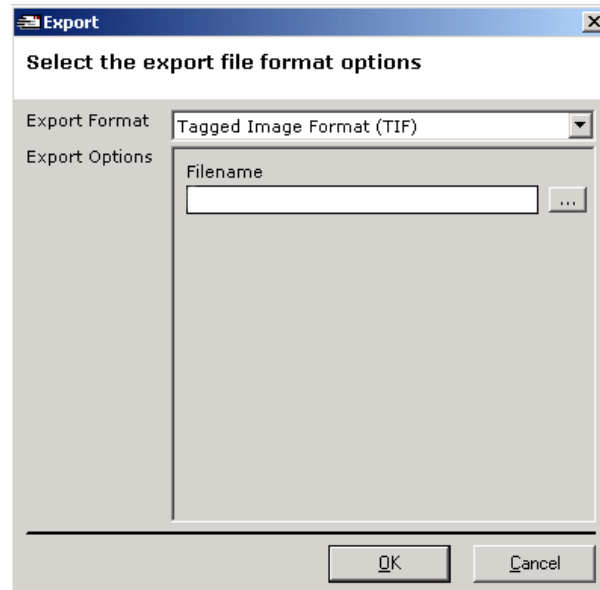 Export
Select the export file format options
Export Format
Tagged Image Format (TIF)
Export Options
Filename
...
OK
Cancel